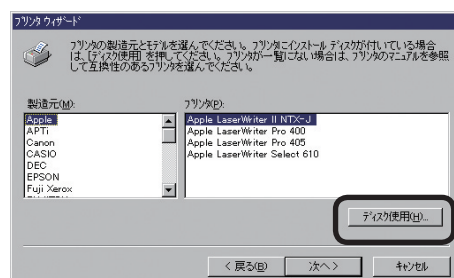 プリンタ ウィザード
プリンタの製造元とモデルを選んでください。プリンタにインストール ディスクが付いている場合
は、[ディスク使用] を押してください。プリンタが一覧にない場合は、プリンタのマニュアルを参照
して互換性のあるプリンタを選んでください。
製造元(M):
プリンタ(P):
Apple
APTi
Canon
CASIO
DEC
EPSON
Fuji Xerox
Apple LaserWriter II NTX-J
Apple LaserWriter Pro 400
Apple LaserWriter Pro 405
Apple LaserWriter Select 610
ディスク使用(H)...
< 戻る(B)
次へ >
キャンセル